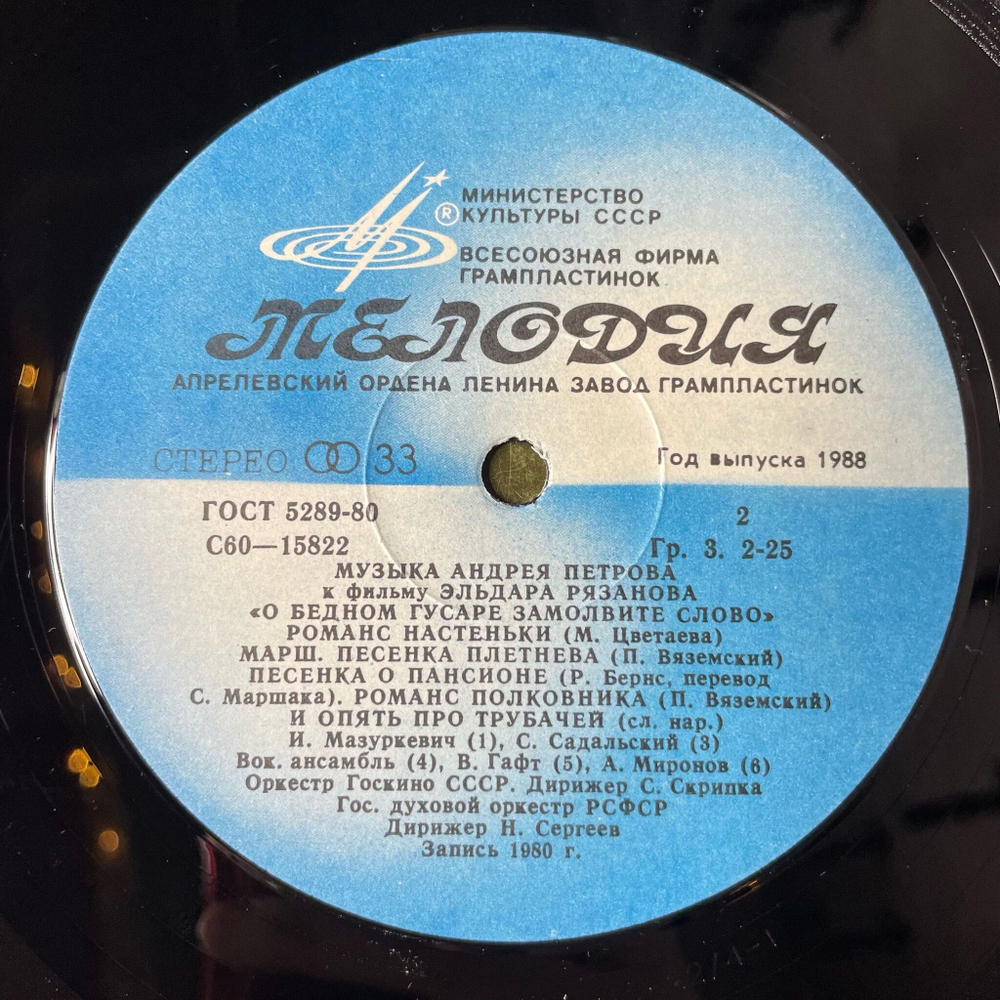 МИНИСТЕРСТВО
КУЛЬТУРЫ СССР
®
ВСЕСОЮЗНАЯ ФИРМА
ГРАМПЛАСТИНОК
МЕЛОДИЯ
АПРЕЛЕВСКИЙ ОРДЕНА ЛЕНИНА ЗАВОД ГРАМПЛАСТИНОК
СТЕРЕО 33
Год выпуска 1988
ГОСТ 5289-80
2
С60—15822
Гр. 3. 2-25
МУЗЫКА АНДРЕЯ ПЕТРОВА
к фильму ЭЛЬДАРА РЯЗАНОВА
«О БЕДНОМ ГУСАРЕ ЗАМОЛВИТЕ СЛОВО»
РОМАНС НАСТЕНЬКИ (М. Цветаева)
МАРШ. ПЕСЕНКА ПЛЕТНЕВА (П. Вяземский)
ПЕСЕНКА О ПАНСИОНЕ (Р. Бернс, перевод
С. Маршака). РОМАНС ПОЛКОВНИКА (П. Вяземский)
И ОПЯТЬ ПРО ТРУБАЧЕЙ (сл. нар.)
И. Мазуркевич (1), С. Садальский (3)
Вок. ансамбль (4), В. Гафт (5), А. Миронов (6)
Оркестр Госкино СССР. Дирижер С. Скрипка
Гос. духовой оркестр РСФСР
Дирижер Н. Сергеев
Запись 1980 г.